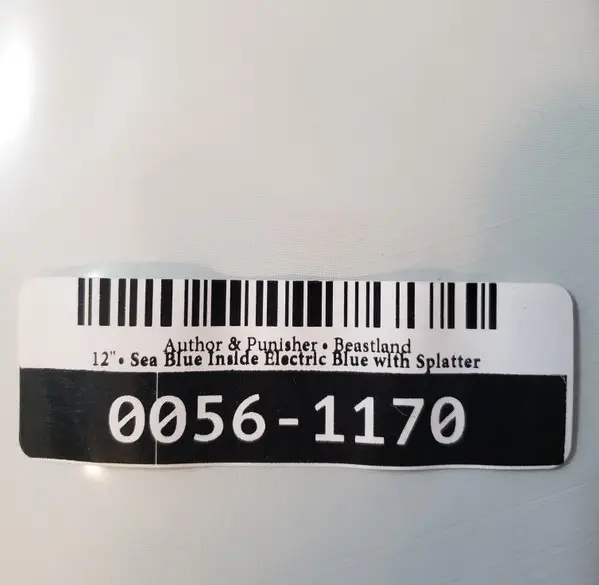 Author & Punisher • Beastland
12" • Sea Blue Inside Electric Blue with Splatter
0056-1170